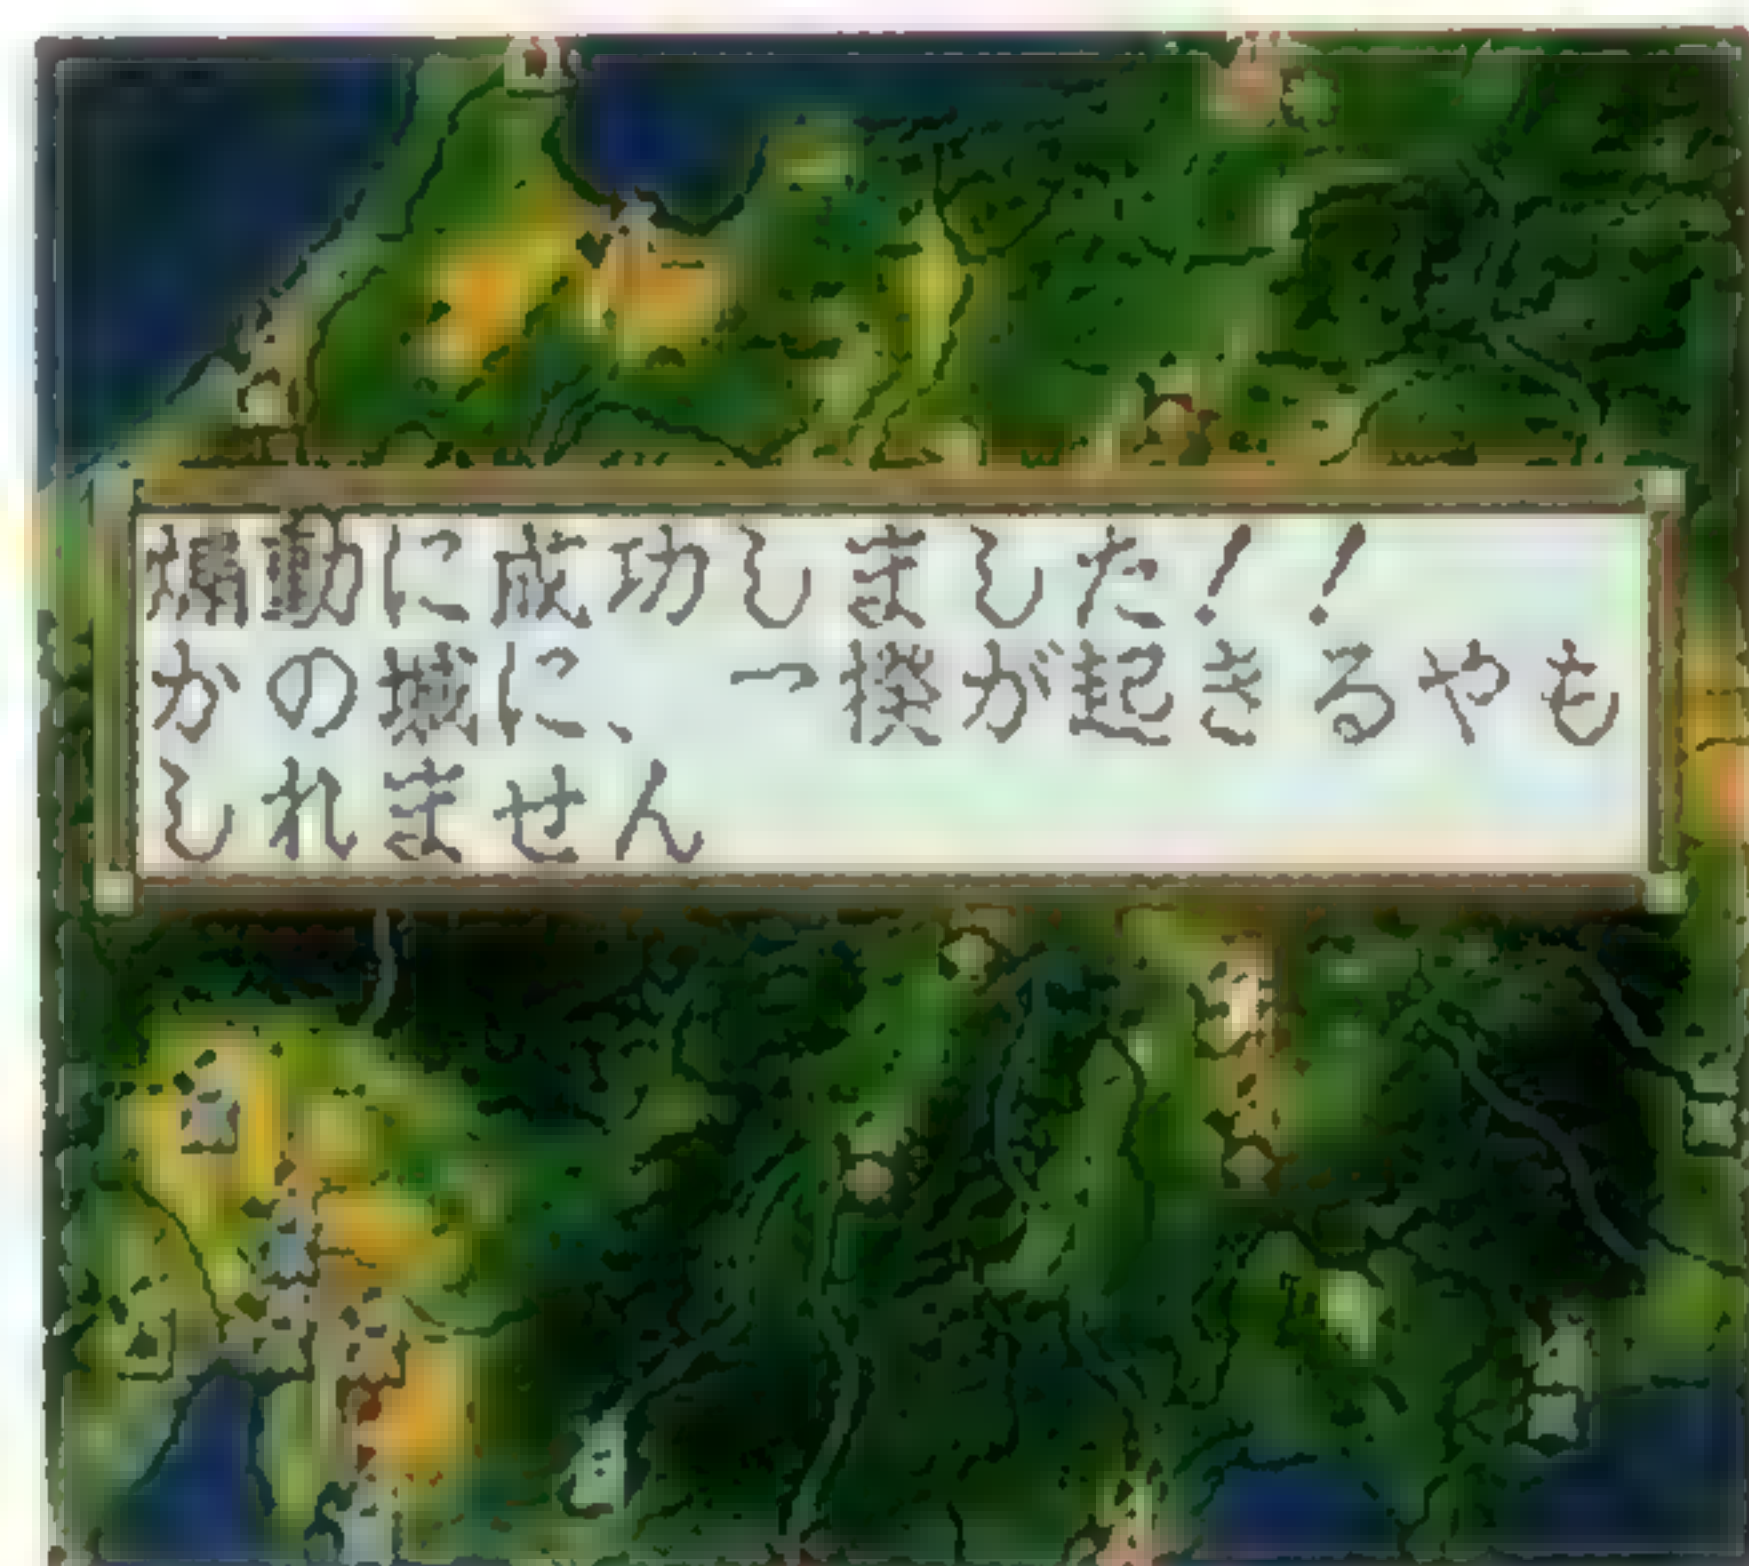 煽動に成功しました！！
かの城に、一揆が起きるやも
しれません